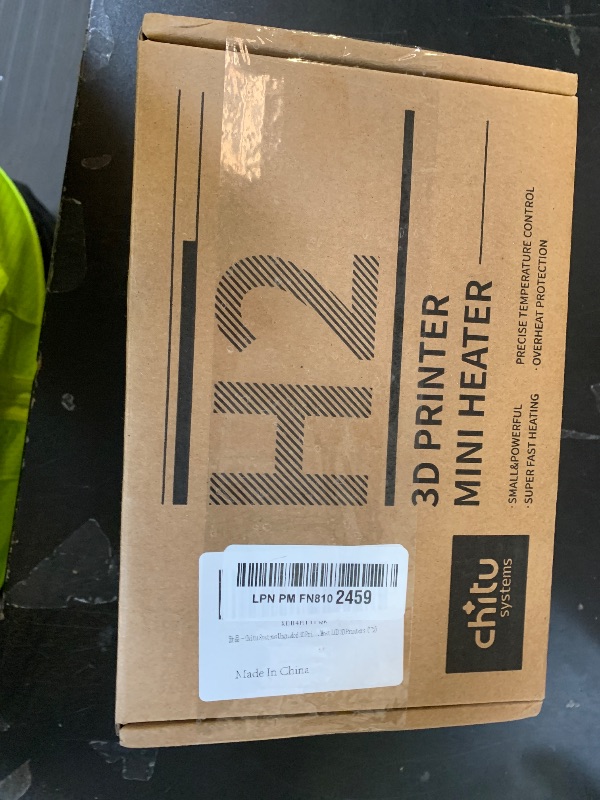 H2
3D PRINTER
MINI HEATER
· SMALL&POWERFUL
· SUPER FAST HEATING
PRECISE TEMPERATURE CONTROL
· OVERHEAT PROTECTION
chitu
systems
LPN PM FN810 2459
Made In China